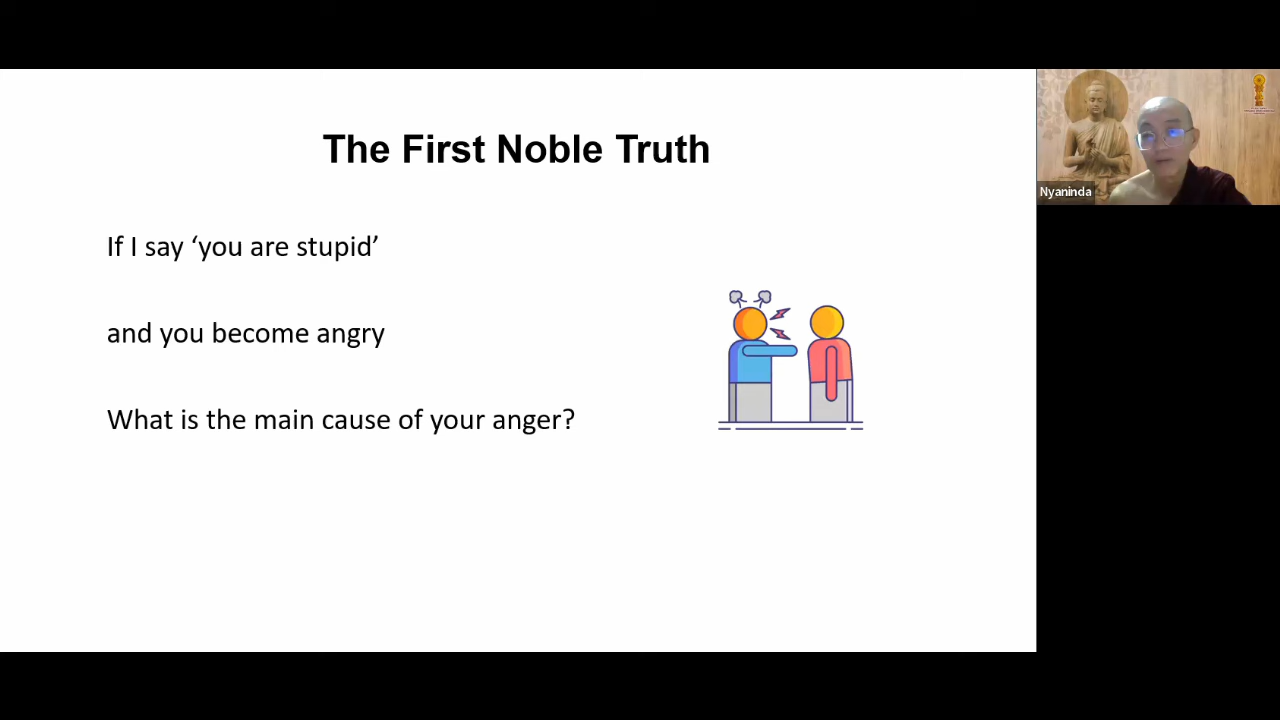 The First Noble Truth
If I say ‘you are stupid’
and you become angry
What is the main cause of your anger?
Nyaninda